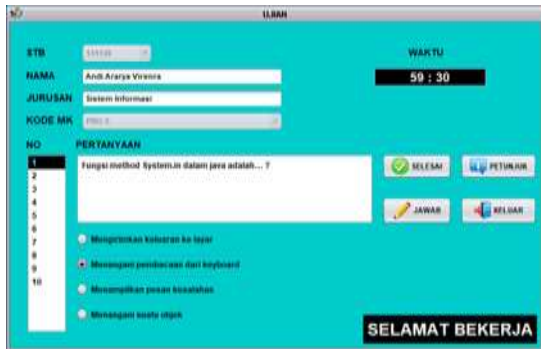 UJIAN
STB
WAKTU
NAMA Andi Ararya Virenra
59 : 30
JURUSAN Sistem Informasi
KODE MK
NO PERTANYAAN
1
2
3
4
5
6
7
8
9
10
Fungsi method System.in dalam java adalah... ?
SELESAI
PETUNJUK
JAWAB
KELUAR
Mengirimkan keluaran ke layar
Menangani pembacaan dari keyboard
Menampilkan pesan kesalahan
Menangani suatu objek
SELAMAT BEKERJA